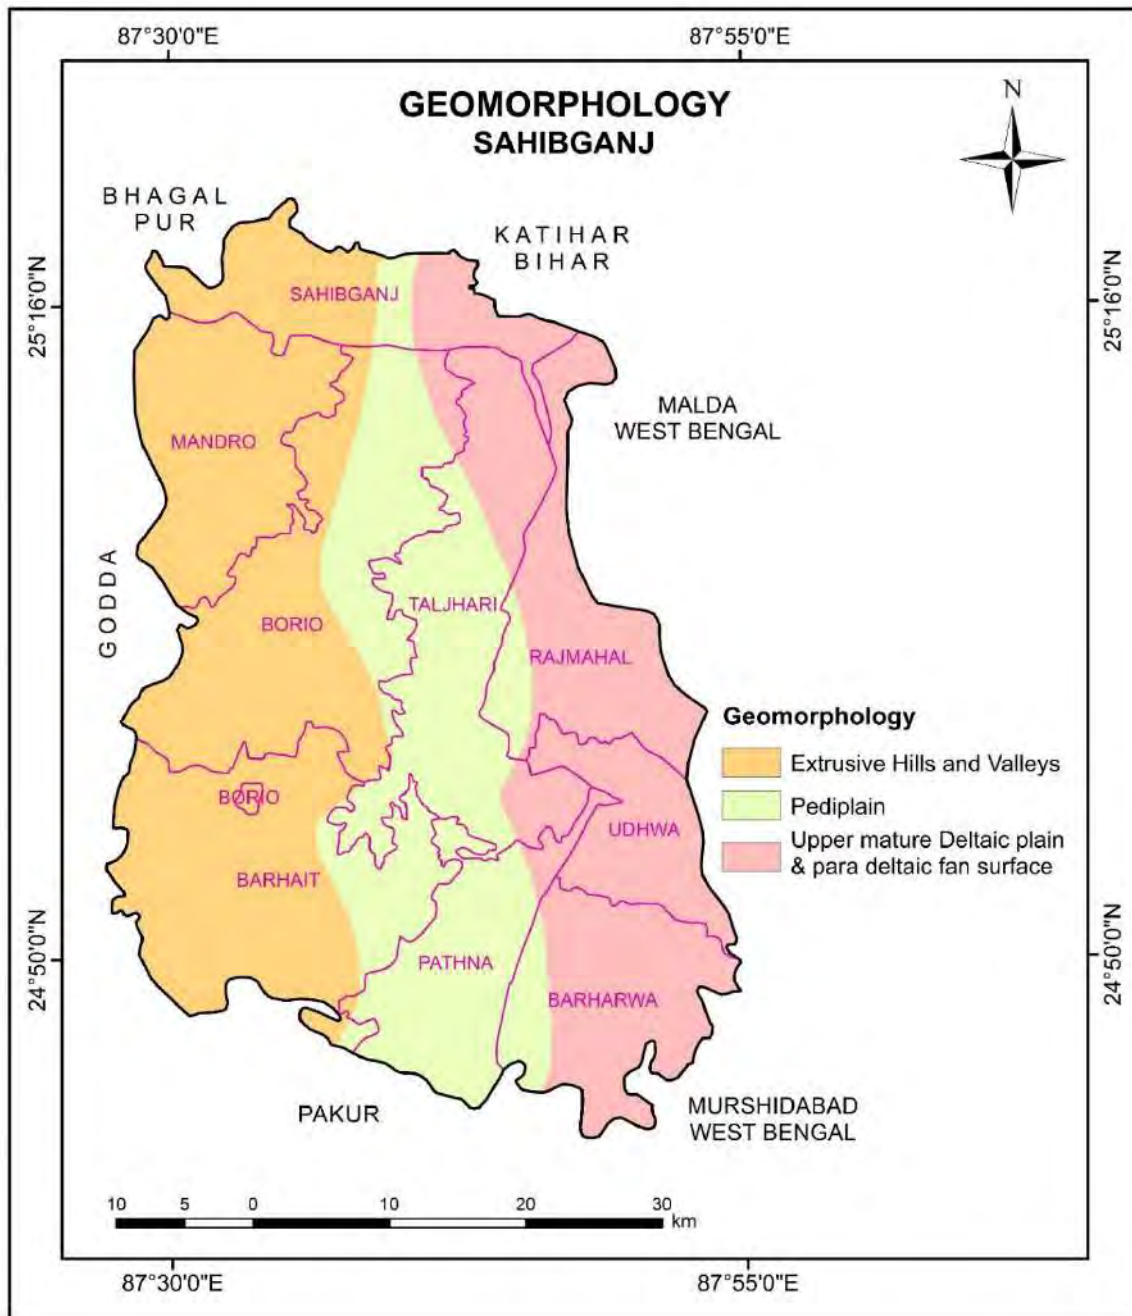 87°30'0"E
87°55'0"E
GEOMORPHOLOGY
SAHIBGANJ
N
BHAGAL
PUR
KATIHAR
BIHAR
25°16'0"N
25°16'0"N
SAHIBGANJ
MALDA
WEST BENGAL
MANDRO
GODDA
TALJHARI
BORIO
RAJMAHAL
Geomorphology
Extrusive Hills and Valleys
BORIO
Pediplain
UDHWA
Upper mature Deltaic plain
& para deltaic fan surface
BARHAIT
24°50'0"N
24°50'0"N
PATHNA
BARHARWA
PAKUR
MURSHIDABAD
WEST BENGAL
10 5 0 10 20 30
km
87°30'0"E
87°55'0"E